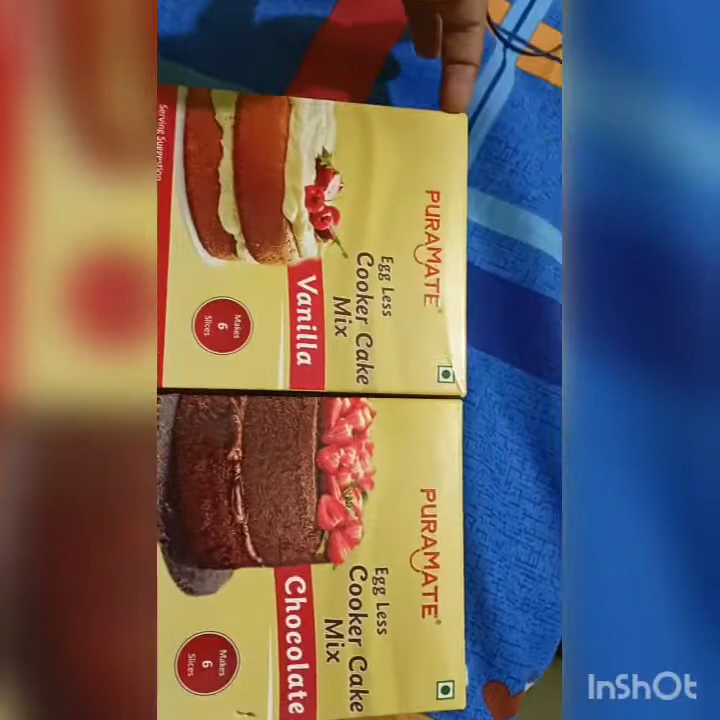 PURAMATE®
Egg Less
Cooker Cake
Mix
Vanilla
Makes
6
Slices
Serving Suggestion
PURAMATE®
Egg Less
Cooker Cake
Mix
Chocolate
Makes
6
Slices
InShOt